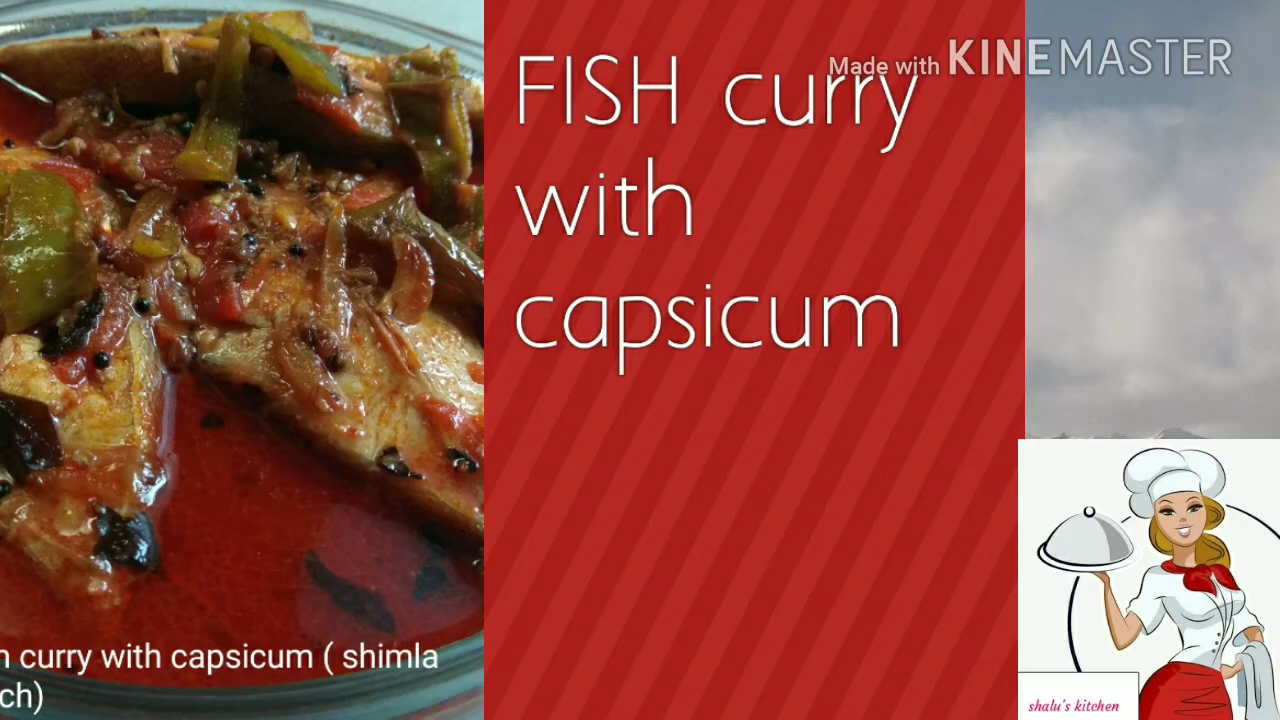 FISH curry
with
capsicum
Made with KINEMASTER
curry with capsicum ( shimla
ch)
shalu's kitchen